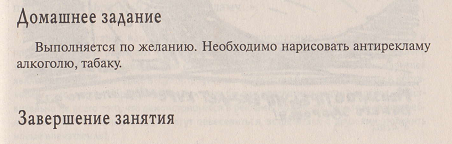 Домашнее задание
Выполняется по желанию. Необходимо нарисовать антирекламу
алкоголю, табаку.
Завершение занятия